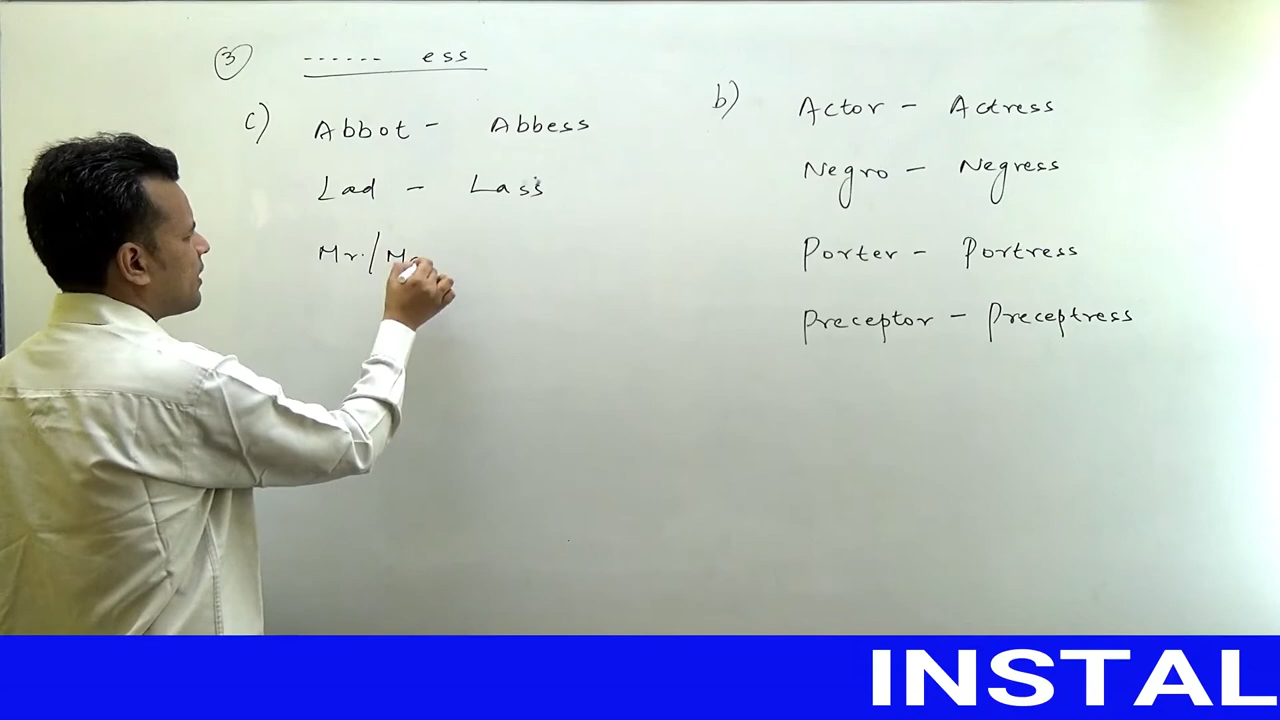 3 ------ ess
c) Abbot - Abbess
Lad - Lass
Mr. / M
b) Actor - Actress
Negro - Negress
Porter - Portress
Preceptor - Preceptress
INSTAL